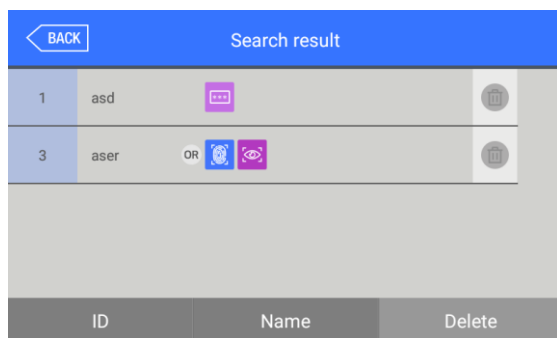 BACK Search result
1 asd
3 aser OR
ID Name Delete